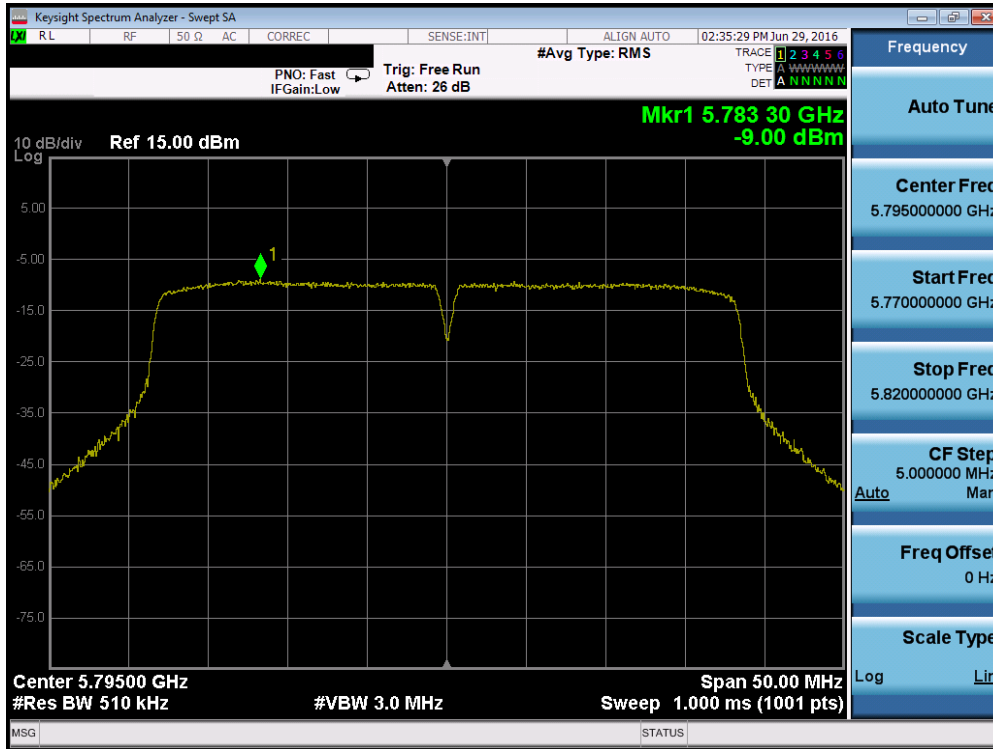 Keysight Spectrum Analyzer - Swept SA
LXI RL RF 50 Ω AC CORREC SENSE:INT ALIGN AUTO 02:35:29 PM Jun 29, 2016
PNO: Fast
IFGain:Low
Trig: Free Run
Atten: 26 dB
#Avg Type: RMS
TRACE 1 2 3 4 5 6
TYPE A WWWWW
DET A N N N N N
Mkr1 5.783 30 GHz
-9.00 dBm
10 dB/div Ref 15.00 dBm
Log
1
5.00
-5.00
-15.0
-25.0
-35.0
-45.0
-55.0
-65.0
-75.0
Center 5.79500 GHz Span 50.00 MHz
#Res BW 510 kHz #VBW 3.0 MHz Sweep 1.000 ms (1001 pts)
MSG STATUS
Frequency
Auto Tune
Center Freq
5.795000000 GHz
Start Freq
5.770000000 GHz
Stop Freq
5.820000000 GHz
CF Step
5.000000 MHz
Auto Man
Freq Offset
0 Hz
Scale Type
Log Lin